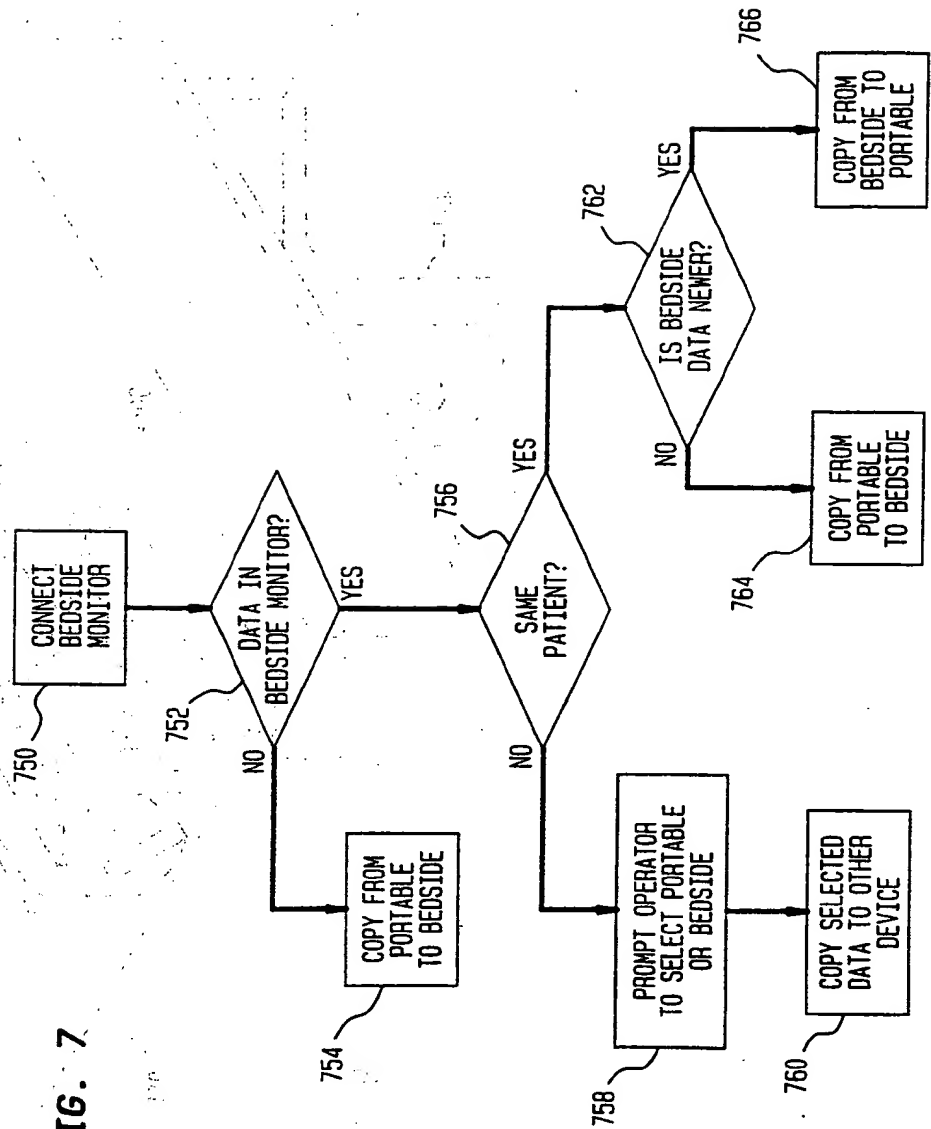 IG. 7
750
CONNECT
BEDSIDE
MONITOR
752
DATA IN
BEDSIDE MONITOR?
NO
YES
754
COPY FROM
PORTABLE
TO BEDSIDE
756
SAME
PATIENT?
NO
YES
758
PROMPT OPERATOR
TO SELECT PORTABLE
OR BEDSIDE
760
COPY SELECTED
DATA TO OTHER
DEVICE
762
IS BEDSIDE
DATA NEWER?
NO
YES
764
COPY FROM
PORTABLE
TO BEDSIDE
766
COPY FROM
BEDSIDE TO
PORTABLE